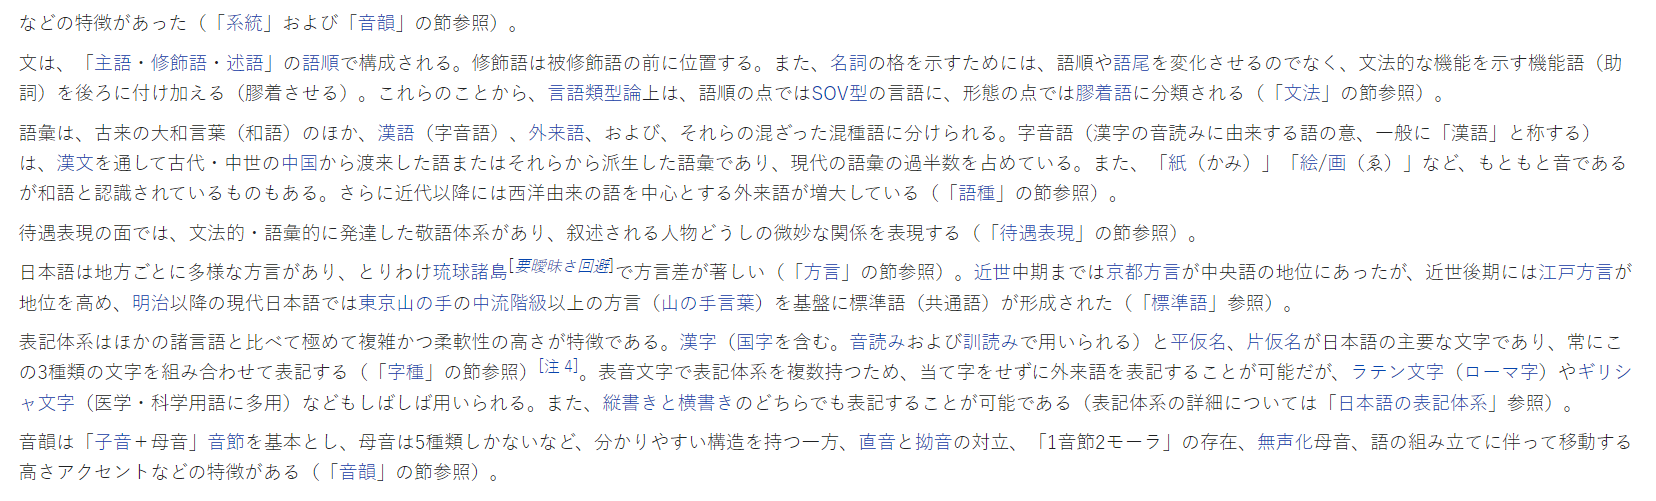 などの特徴があった（「系統」および「音韻」の節参照）。
文は、「主語・修飾語・述語」の語順で構成される。修飾語は被修飾語の前に位置する。また、名詞の格を示すためには、語順や語尾を変化させるのでなく、文法的な機能を示す機能語（助
詞）を後ろに付け加える（膠着させる）。これらのことから、言語類型論上は、語順の点ではSOV型の言語に、形態の点では膠着語に分類される（「文法」の節参照）。
語彙は、古来の大和言葉（和語）のほか、漢語（字音語）、外来語、および、それらの混ざった混種語に分けられる。字音語（漢字の音読みに由来する語の意、一般に「漢語」と称する）
は、漢文を通して古代・中世の中国から渡来した語またはそれらから派生した語彙であり、現代の語彙の過半数を占めている。また、「紙（かみ）」「絵/画（ゑ）」など、もともと音である
が和語と認識されているものもある。さらに近代以降には西洋由来の語を中心とする外来語が増大している（「語種」の節参照）。
待遇表現の面では、文法的・語彙的に発達した敬語体系があり、叙述される人物どうしの微妙な関係を表現する（「待遇表現」の節参照）。
日本語は地方ごとに多様な方言があり、とりわけ琉球諸島[要曖昧さ回避]で方言差が著しい（「方言」の節参照）。近世中期までは京都方言が中央語の地位にあったが、近世後期には江戸方言が
地位を高め、明治以降の現代日本語では東京山の手の中流階級以上の方言（山の手言葉）を基盤に標準語（共通語）が形成された（「標準語」参照）。
表記体系はほかの諸言語と比べて極めて複雑かつ柔軟性の高さが特徴である。漢字（国字を含む。音読みおよび訓読みで用いられる）と平仮名、片仮名が日本語の主要な文字であり、常にこ
の3種類の文字を組み合わせて表記する（「字種」の節参照）[注 4]。表音文字で表記体系を複数持つため、当て字をせずに外来語を表記することが可能だが、ラテン文字（ローマ字）やギリシ
ャ文字（医学・科学用語に多用）などもしばしば用いられる。また、縦書きと横書きのどちらでも表記することが可能である（表記体系の詳細については「日本語の表記体系」参照）。
音韻は「子音＋母音」音節を基本とし、母音は5種類しかないなど、分かりやすい構造を持つ一方、直音と拗音の対立、「1音節2モーラ」の存在、無声化母音、語の組み立てに伴って移動する
高さアクセントなどの特徴がある（「音韻」の節参照）。